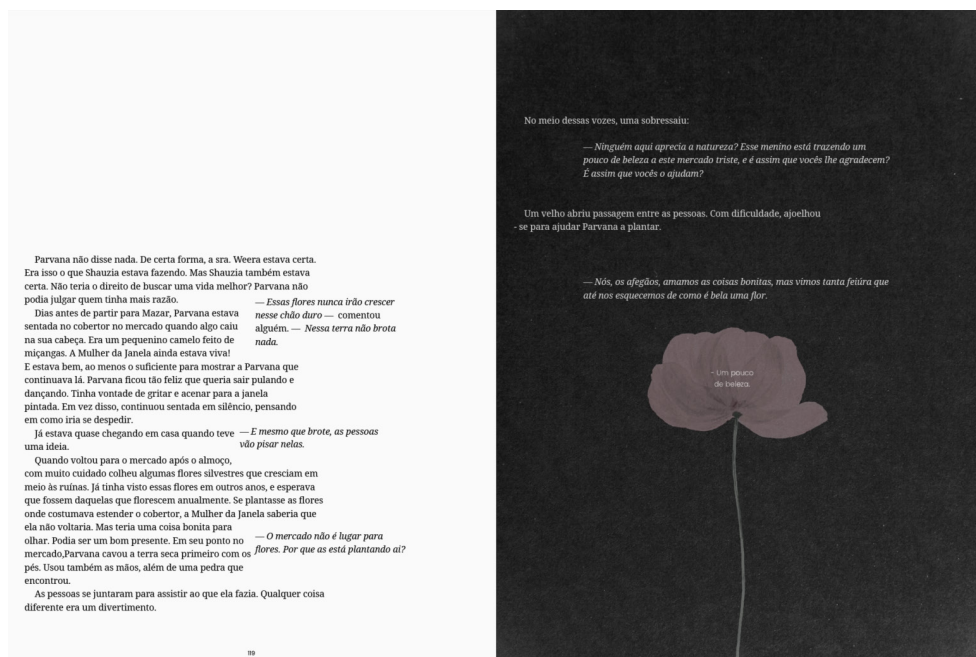 Parvana não disse nada. De certa forma, a sra. Weera estava certa.
Era isso o que Shauzia estava fazendo. Mas Shauzia também estava
certa. Não teria o direito de buscar uma vida melhor? Parvana não
podia julgar quem tinha mais razão.
Dias antes de partir para Mazar, Parvana estava
sentada no cobertor no mercado quando algo caiu
na sua cabeça. Era um pequenino camelo feito de
miçangas. A Mulher da Janela ainda estava viva!
E estava bem, ao menos o suficiente para mostrar a Parvana que
continuava lá. Parvana ficou tão feliz que queria sair pulando e
dançando. Tinha vontade de gritar e acenar para a janela
pintada. Em vez disso, continuou sentada em silêncio, pensando
em como iria se despedir.
Já estava quase chegando em casa quando teve
uma ideia.
Quando voltou para o mercado após o almoço,
com muito cuidado colheu algumas flores silvestres que cresciam em
meio às ruínas. Já tinha visto essas flores em outros anos, e esperava
que fossem daquelas que florescem anualmente. Se plantasse as flores
onde costumava estender o cobertor, a Mulher da Janela saberia que
ela não voltaria. Mas teria uma coisa bonita para
olhar. Podia ser um bom presente. Em seu ponto no
mercado,Parvana cavou a terra seca primeiro com os
pés. Usou também as mãos, além de uma pedra que
encontrou.
As pessoas se juntaram para assistir ao que ela fazia. Qualquer coisa
diferente era um divertimento.
— Essas flores nunca irão crescer
nesse chão duro — comentou
alguém. — Nessa terra não brota
nada.
— E mesmo que brote, as pessoas
vão pisar nelas.
— O mercado não é lugar para
flores. Por que as está plantando aí?
119
No meio dessas vozes, uma sobressaiu:
— Ninguém aqui aprecia a natureza? Esse menino está trazendo um
pouco de beleza a este mercado triste, e é assim que vocês lhe agradecem?
É assim que vocês o ajudam?
Um velho abriu passagem entre as pessoas. Com dificuldade, ajoelhou
- se para ajudar Parvana a plantar.
— Nós, os afegãos, amamos as coisas bonitas, mas vimos tanta feiúra que
até nos esquecemos de como é bela uma flor.
- Um pouco
de beleza.